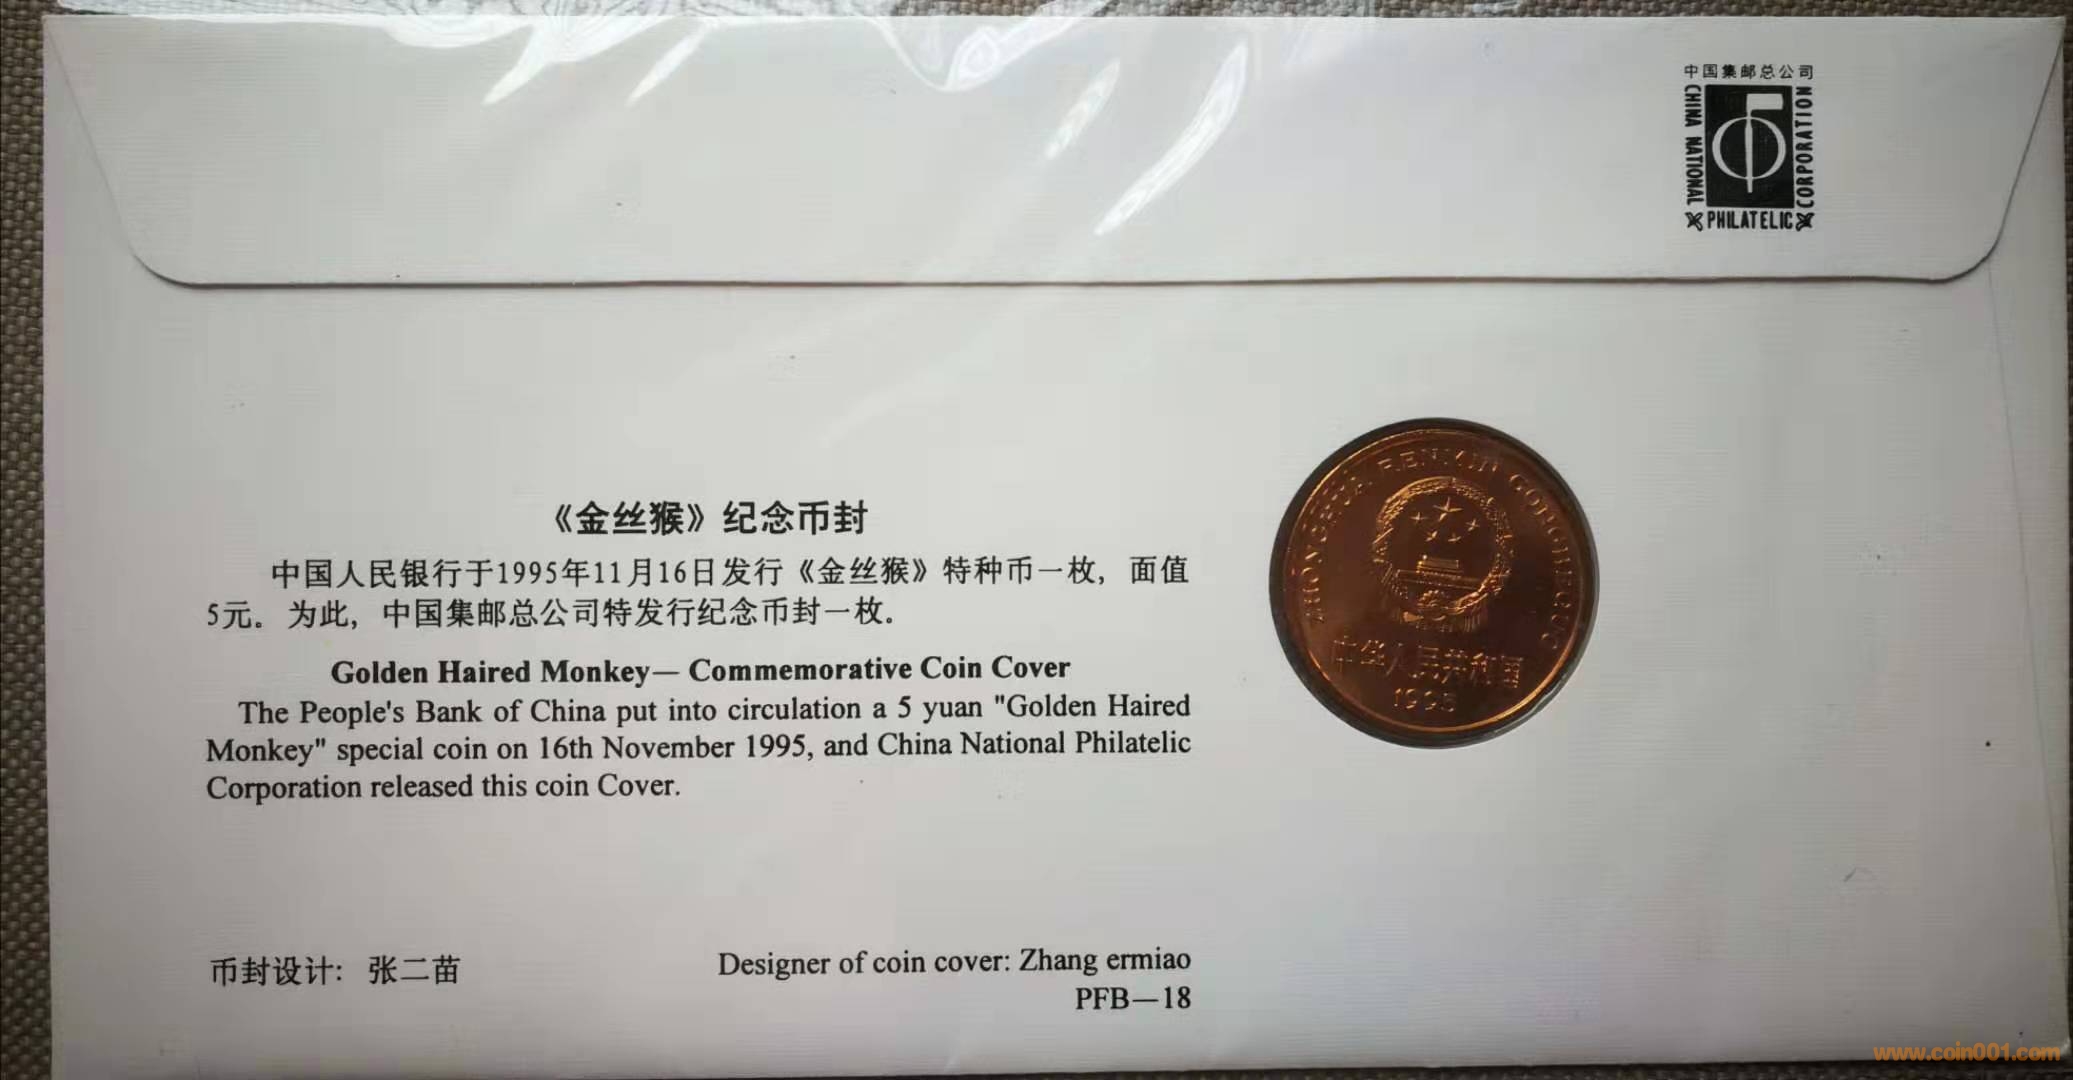 中国集邮总公司
CHINA NATIONAL
PHILATELIC
CORPORATION
《金丝猴》纪念币封
中国人民银行于1995年11月16日发行《金丝猴》特种币一枚，面值
5元。为此，中国集邮总公司特发行纪念币封一枚。
Golden Haired Monkey— Commemorative Coin Cover
The People's Bank of China put into circulation a 5 yuan "Golden Haired
Monkey" special coin on 16th November 1995, and China National Philatelic
Corporation released this coin Cover.
ZHONGHUA RENMIN GONGHEGUO
中华人民共和国
1995
币封设计：张二苗
Designer of coin cover: Zhang ermiao
PFB—18
www.coin001.com